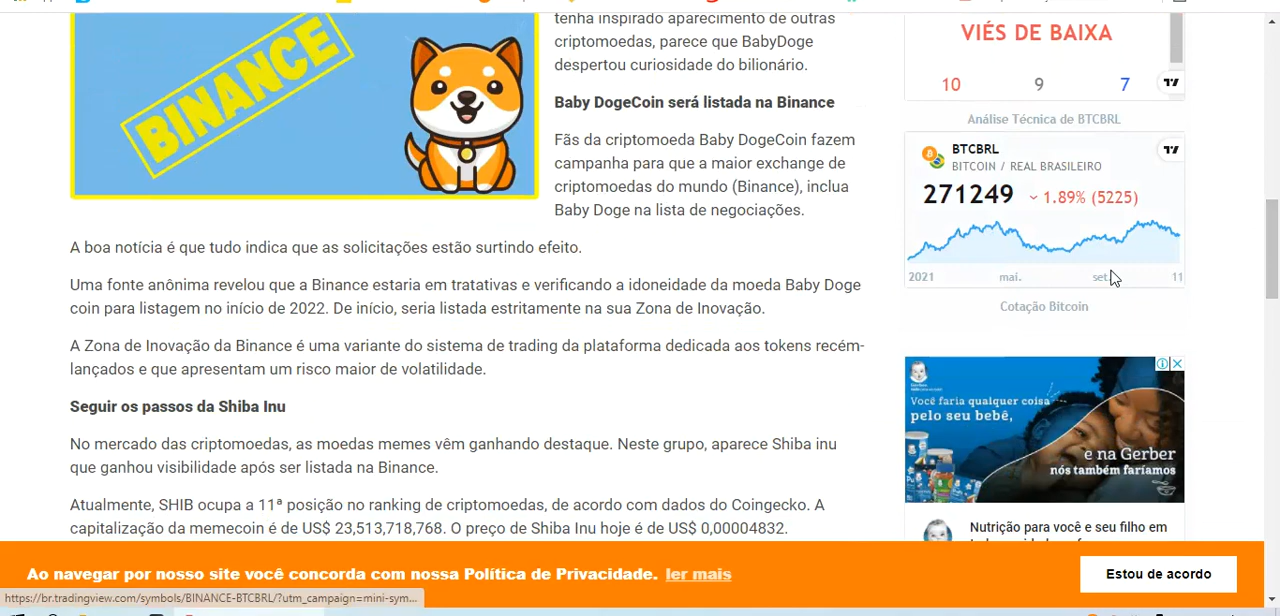 BINANCE
tenha inspirado aparecimento de outras
criptomoedas, parece que BabyDoge
despertou curiosidade do bilionário.
Baby DogeCoin será listada na Binance
Fãs da criptomoeda Baby DogeCoin fazem
campanha para que a maior exchange de
criptomoedas do mundo (Binance), inclua
Baby Doge na lista de negociações.
A boa notícia é que tudo indica que as solicitações estão surtindo efeito.
Uma fonte anônima revelou que a Binance estaria em tratativas e verificando a idoneidade da moeda Baby Doge
coin para listagem no início de 2022. De início, seria listada estritamente na sua Zona de Inovação.
A Zona de Inovação da Binance é uma variante do sistema de trading da plataforma dedicada aos tokens recém-
lançados e que apresentam um risco maior de volatilidade.
Seguir os passos da Shiba Inu
No mercado das criptomoedas, as moedas memes vêm ganhando destaque. Neste grupo, aparece Shiba inu
que ganhou visibilidade após ser listada na Binance.
Atualmente, SHIB ocupa a 11ª posição no ranking de criptomoedas, de acordo com dados do Coingecko. A
capitalização da memecoin é de US$ 23,513,718,768. O preço de Shiba Inu hoje é de US$ 0,00004832.
VIÉS DE BAIXA
10 9 7
Análise Técnica de BTCBRL
BTCBRL
BITCOIN / REAL BRASILEIRO
271249 1.89% (5225)
2021 mai. set. 11
Cotação Bitcoin
Você faria qualquer coisa
pelo seu bebê,
e na Gerber
nós também faríamos
Nutrição para você e seu filho em
Ao navegar por nosso site você concorda com nossa Política de Privacidade. ler mais
Estou de acordo
https://br.tradingview.com/symbols/BINANCE-BTCBRL/?utm_campaign=mini-sym...